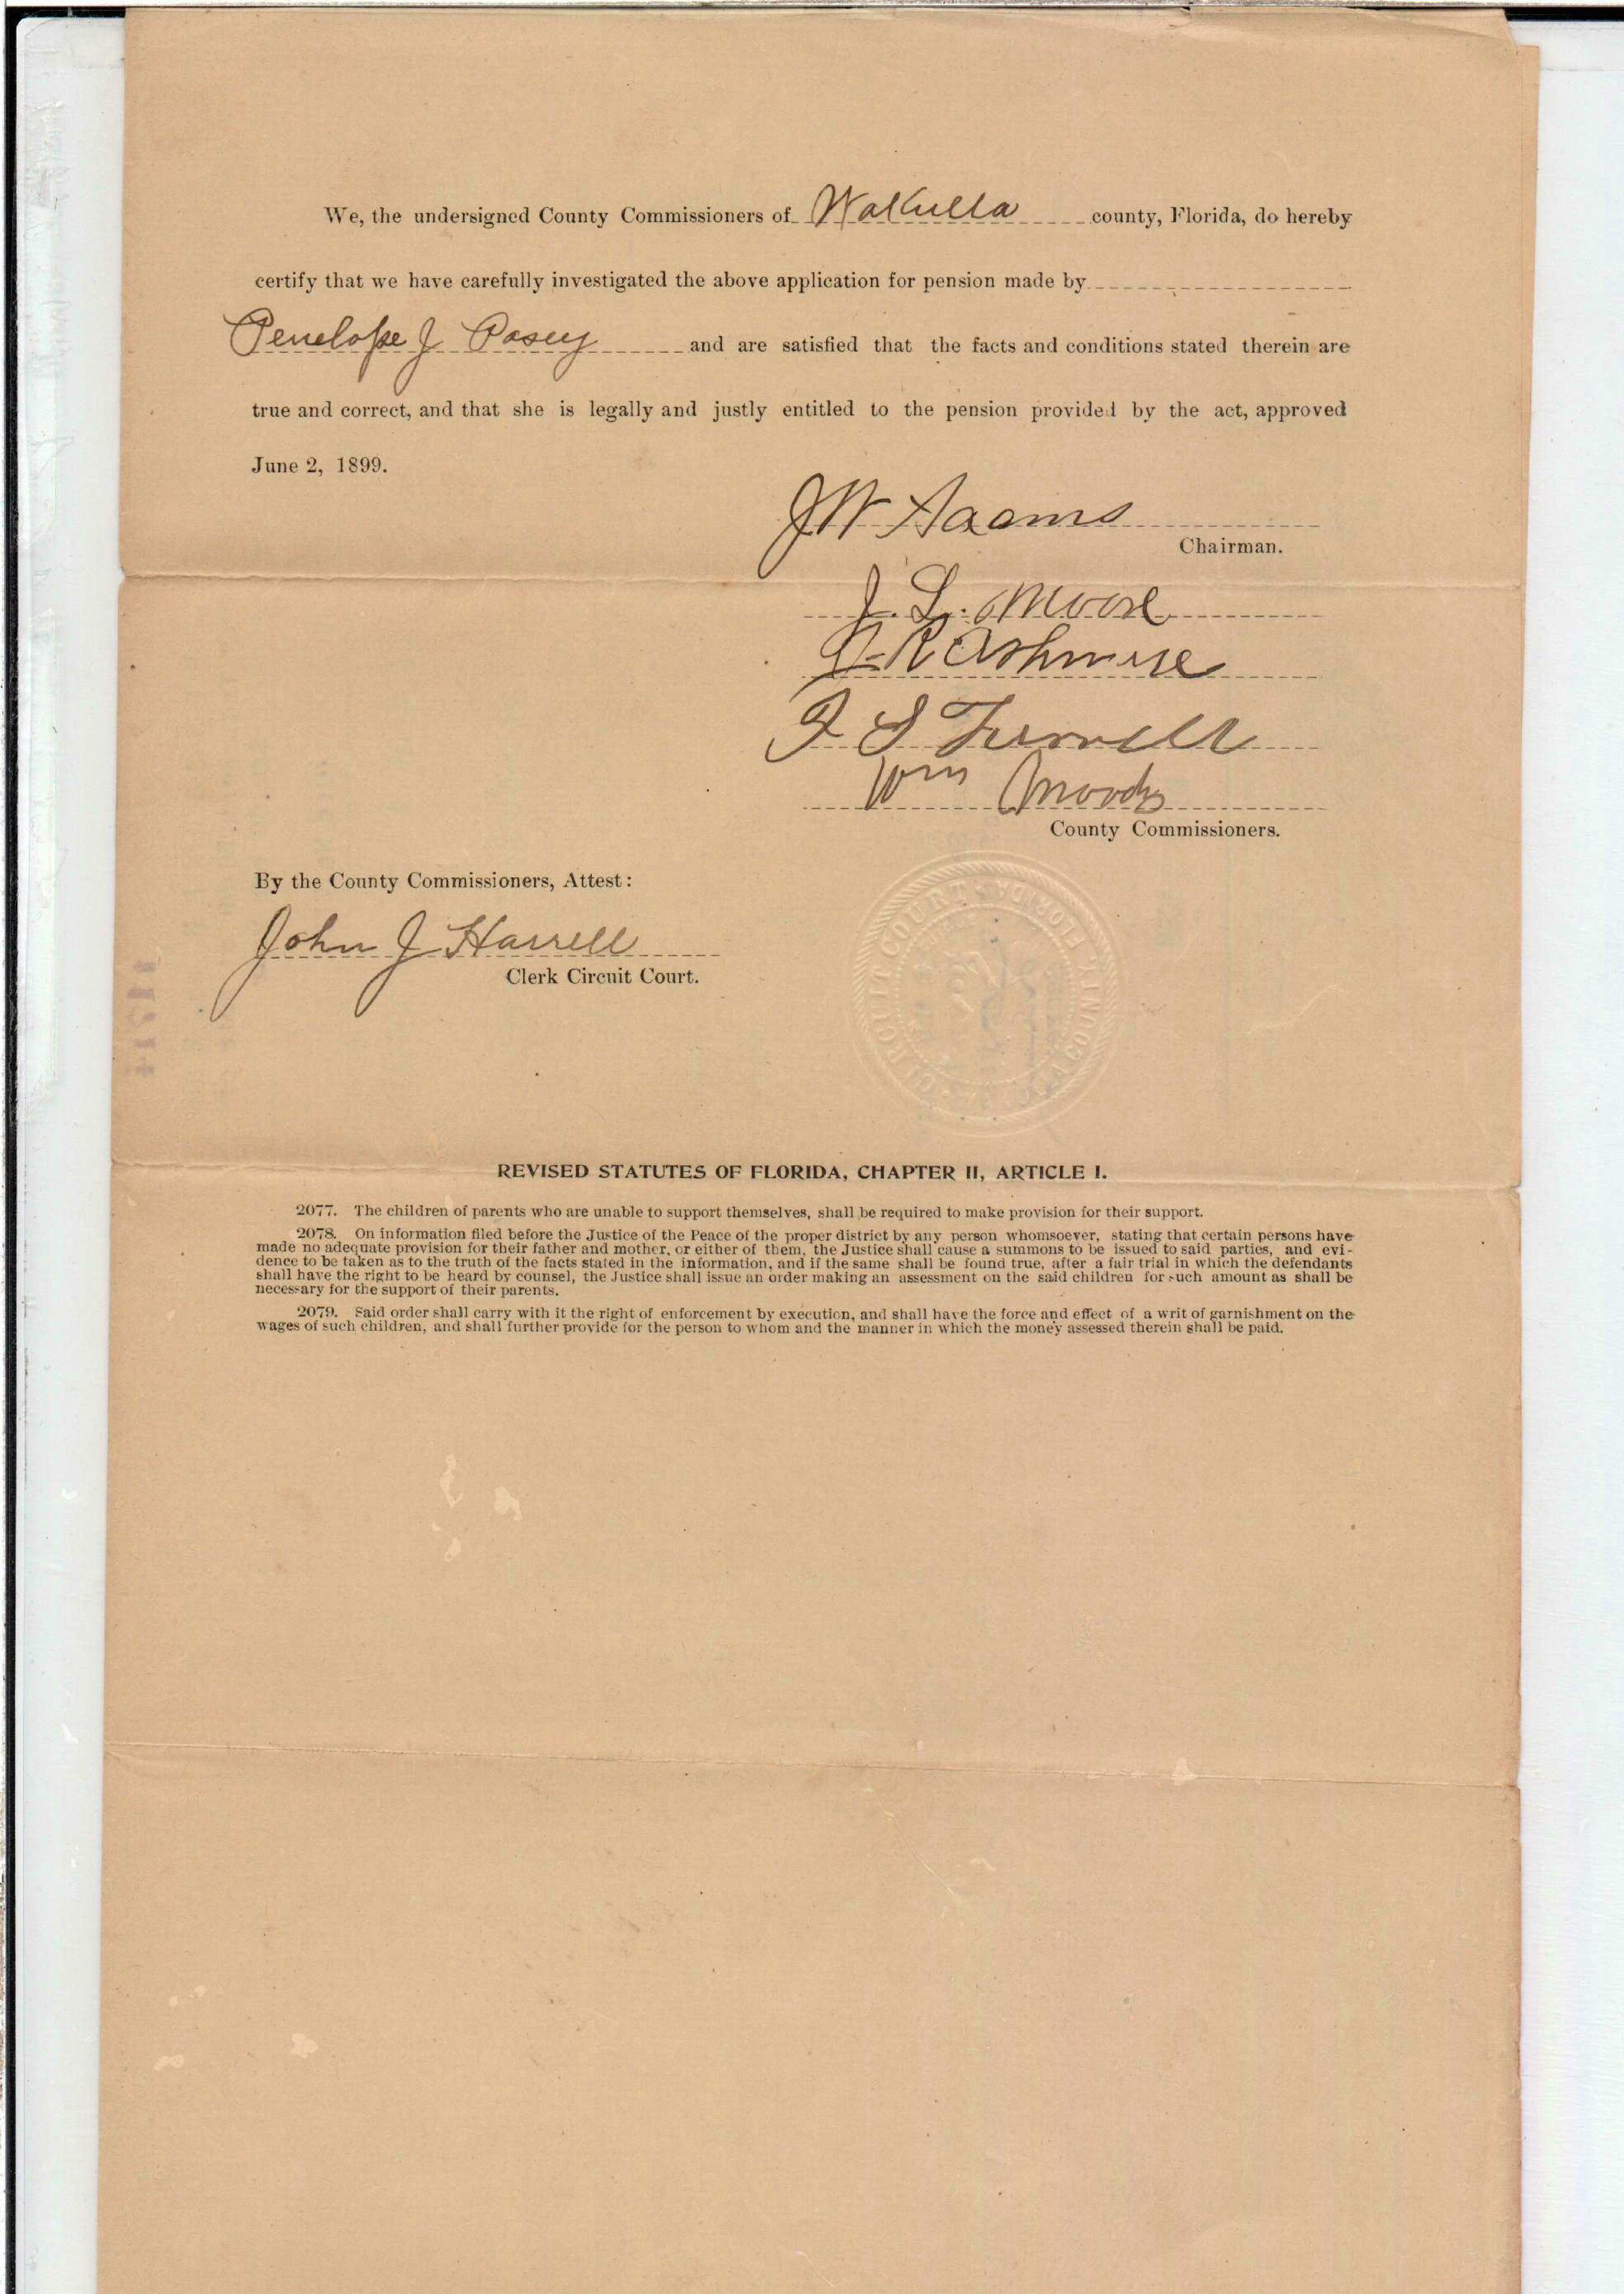 We, the undersigned County Commissioners of Wakulla county, Florida, do hereby
certify that we have carefully investigated the above application for pension made by
Penelope J Posey and are satisfied that the facts and conditions stated therein are
true and correct, and that she is legally and justly entitled to the pension provided by the act, approved
June 2, 1899.
JW Adams
Chairman.
J. L. Moore
R Ashmore
F S Turrell
Wm Moody
County Commissioners.
By the County Commissioners, Attest:
John J Harrell
Clerk Circuit Court.
CIRCUIT COURT FLORIDA COUNTY
REVISED STATUTES OF FLORIDA, CHAPTER II, ARTICLE I.
2077. The children of parents who are unable to support themselves, shall be required to make provision for their support.
2078. On information filed before the Justice of the Peace of the proper district by any person whomsoever, stating that certain persons have
made no adequate provision for their father and mother, or either of them, the Justice shall cause a summons to be issued to said parties, and evi-
dence to be taken as to the truth of the facts stated in the information, and if the same shall be found true, after a fair trial in which the defendants
shall have the right to be heard by counsel, the Justice shall issue an order making an assessment on the said children for such amount as shall be
necessary for the support of their parents.
2079. Said order shall carry with it the right of enforcement by execution, and shall have the force and effect of a writ of garnishment on the
wages of such children, and shall further provide for the person to whom and the manner in which the money assessed therein shall be paid.